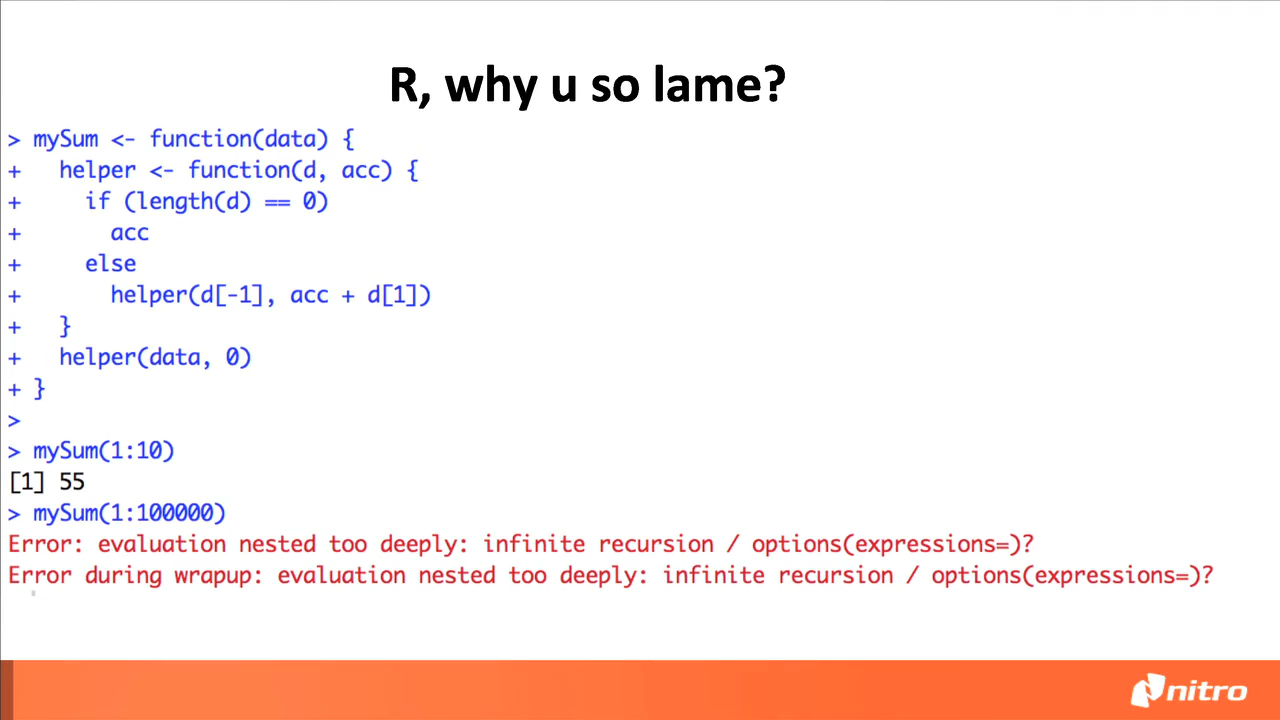 R, why u so lame?
> mySum <- function(data) {
+   helper <- function(d, acc) {
+     if (length(d) == 0)
+       acc
+     else
+       helper(d[-1], acc + d[1])
+   }
+   helper(data, 0)
+ }
>
> mySum(1:10)
[1] 55
> mySum(1:100000)
Error: evaluation nested too deeply: infinite recursion / options(expressions=)?
Error during wrapup: evaluation nested too deeply: infinite recursion / options(expressions=)?
nitro